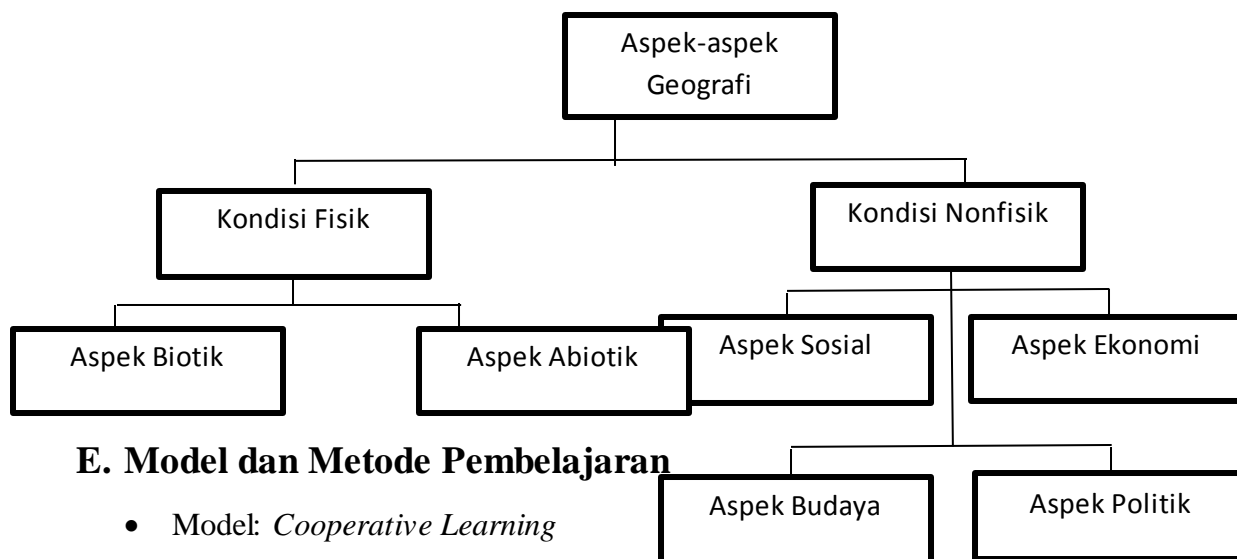 Aspek-aspek
Geografi
Kondisi Fisik
Kondisi Nonfisik
Aspek Biotik
Aspek Abiotik
Aspek Sosial
Aspek Ekonomi
Aspek Budaya
Aspek Politik
E. Model dan Metode Pembelajaran
• Model: Cooperative Learning